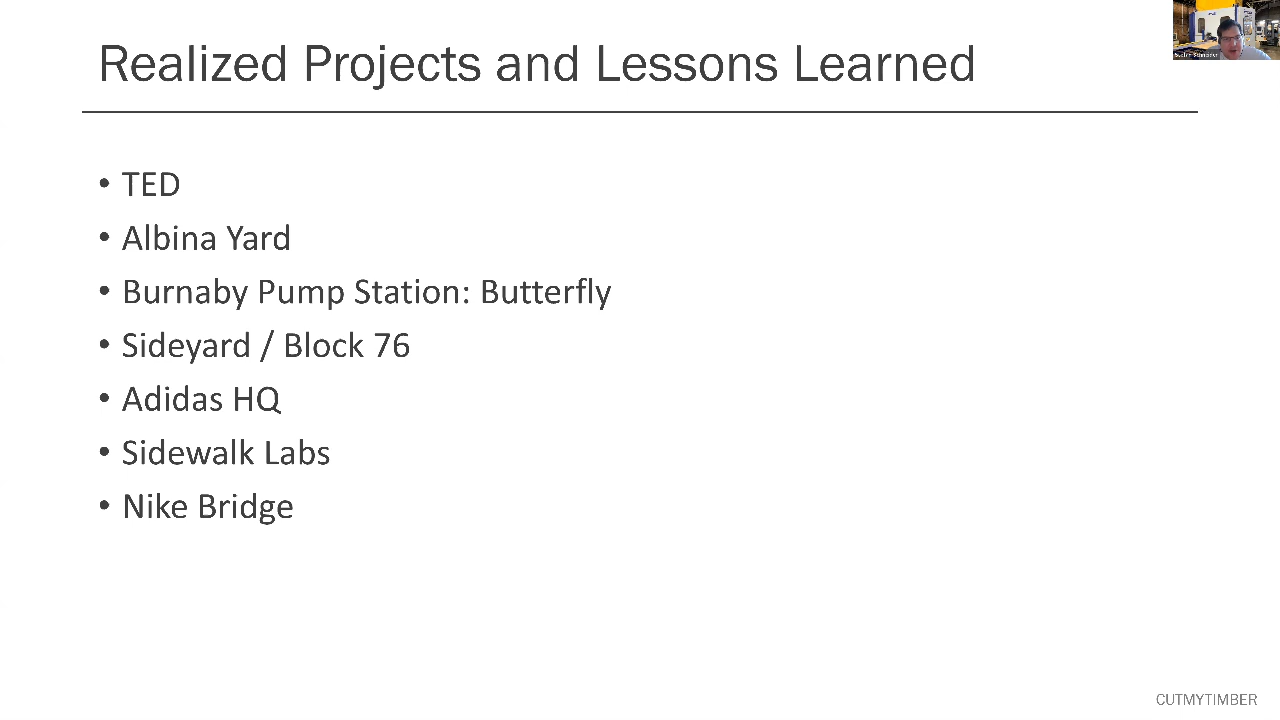 Realized Projects and Lessons Learned
• TED
• Albina Yard
• Burnaby Pump Station: Butterfly
• Sideyard / Block 76
• Adidas HQ
• Sidewalk Labs
• Nike Bridge
CUTMYTIMBER